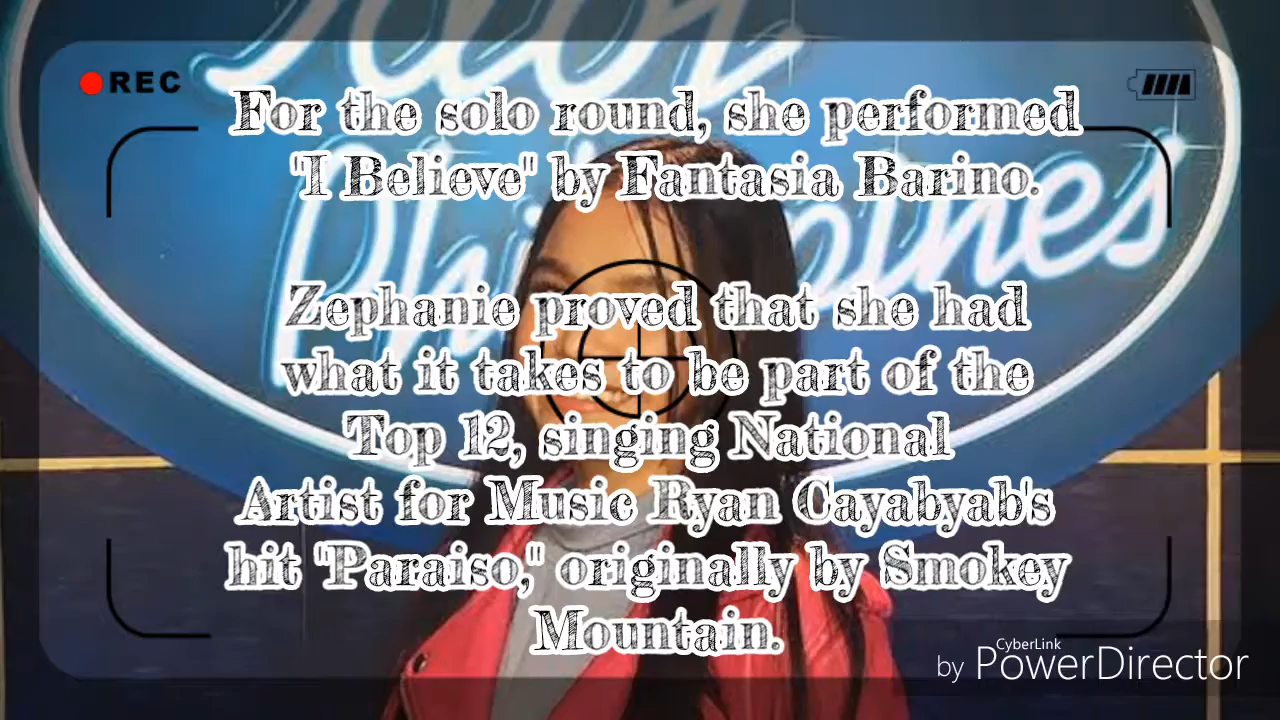 Idol
Philippines
REC
For the solo round, she performed
"I Believe" by Fantasia Barino.
Zephanie proved that she had
what it takes to be part of the
Top 12, singing National
Artist for Music Ryan Cayabyab's
hit "Paraiso," originally by Smokey
Mountain.
CyberLink
by PowerDirector